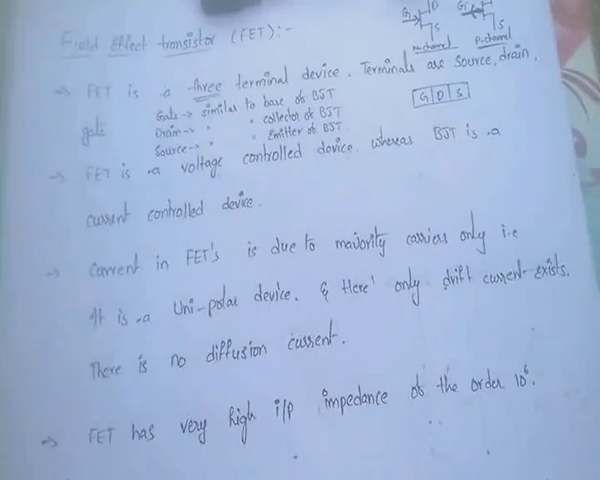 G D
S
n-channel
G
S
p-channel
Field Effect transistor (FET):-
→ FET is a three terminal device. Terminals are source, drain,
gate. Gate → similar to base of BJT
Drain → " " collector of BJT
Source → " " Emitter of BJT
G D S
→ FET is a voltage controlled device. whereas BJT is a
current controlled device.
→ Current in FET's is due to majority carriers only i.e
It is a Uni-polar device. & Here' only drift current exists.
There is no diffusion current.
→ FET has very high i/p impedance of the order 10⁶.